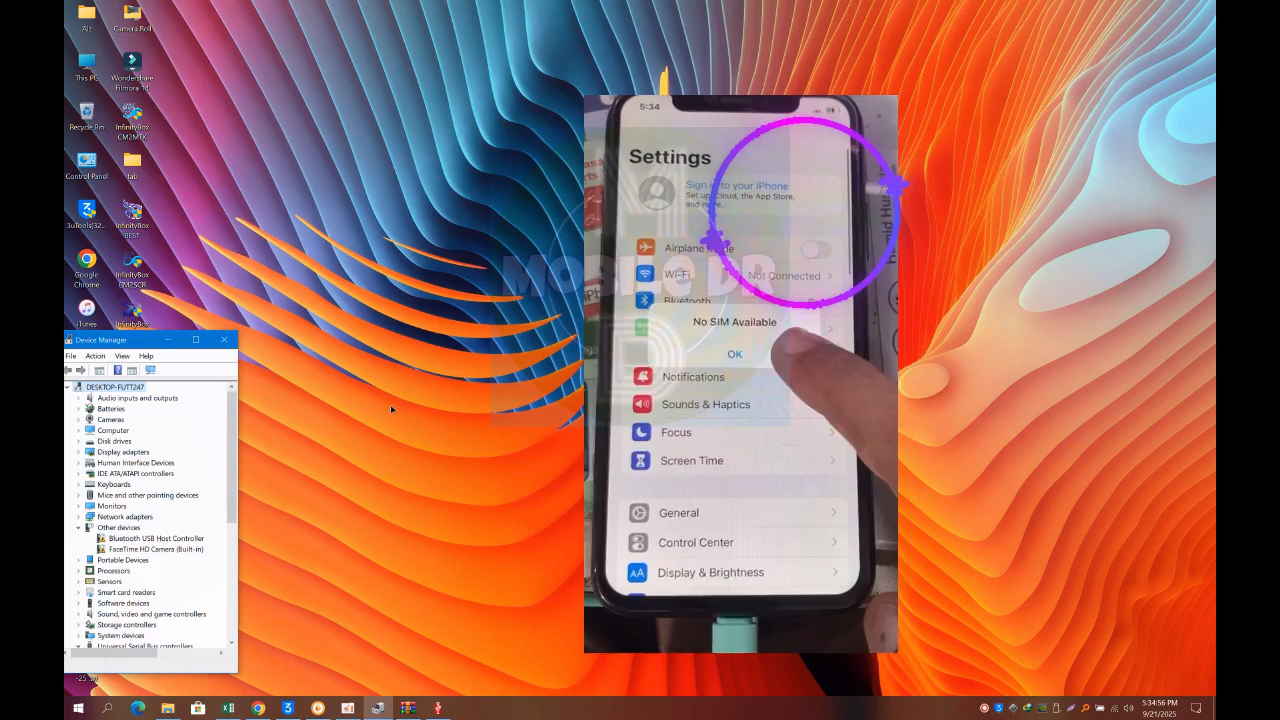 Aiz
Camera Roll
This PC
Wondershare
Filmora 14
Recycle Bin
InfinityBox
CM2MTK
Control Panel
tab
3uTools(32...
InfinityBox
BEST
Google
Chrome
InfinityBox
CM2SCR
iTunes
InfinityBox
Device Manager
File Action View Help
DESKTOP-FUTT247
Audio inputs and outputs
Batteries
Cameras
Computer
Disk drives
Display adapters
Human Interface Devices
IDE ATA/ATAPI controllers
Keyboards
Mice and other pointing devices
Monitors
Network adapters
Other devices
Bluetooth USB Host Controller
FaceTime HD Camera (Built-in)
Portable Devices
Processors
Sensors
Smart card readers
Software devices
Sound, video and game controllers
Storage controllers
System devices
Universal Serial Bus controllers
5:34
Settings
Sign in to your iPhone
Set up iCloud, the App Store,
and more.
Airplane Mode
Wi-Fi
Not Connected
Bluetooth
No SIM Available
OK
Notifications
Sounds & Haptics
Focus
Screen Time
General
Control Center
Display & Brightness
MOBILE DR
5:34:56 PM
9/21/2025